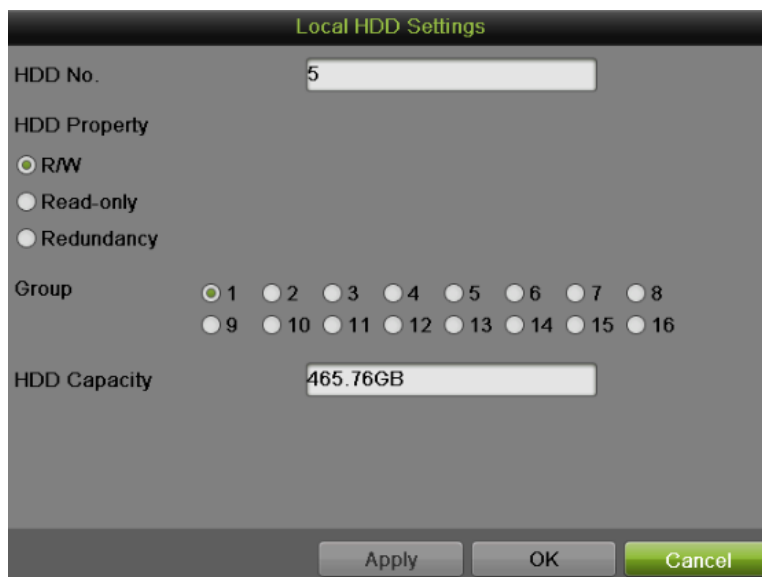 Local HDD Settings
HDD No. 5
HDD Property
R/W
Read-only
Redundancy
Group 1 2 3 4 5 6 7 8
9 10 11 12 13 14 15 16
HDD Capacity 465.76GB
Apply OK Cancel